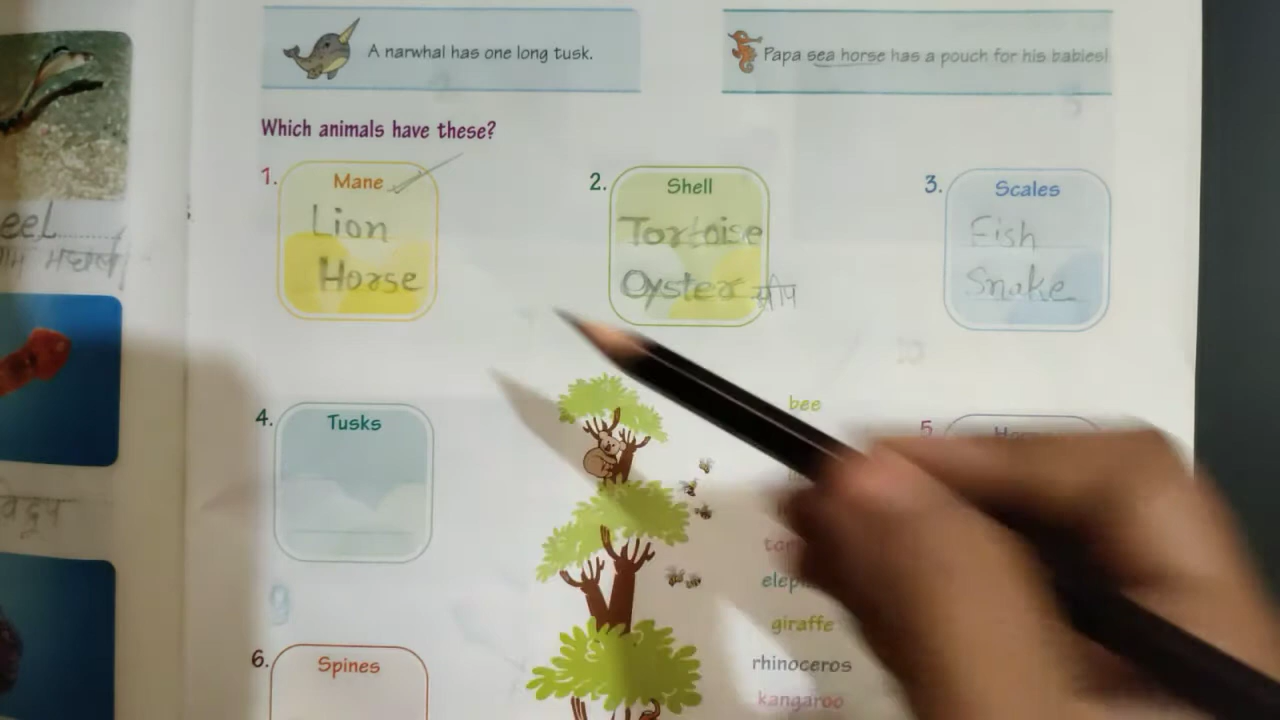 A narwhal has one long tusk.
Papa sea horse has a pouch for his babies!
Which animals have these?
1. Mane
Lion
Horse
2. Shell
Tortoise
Oyster सीप
3. Scales
Fish
Snake
eel
4. Tusks
bee
5.
giraffe
rhinoceros
kangaroo
6. Spines